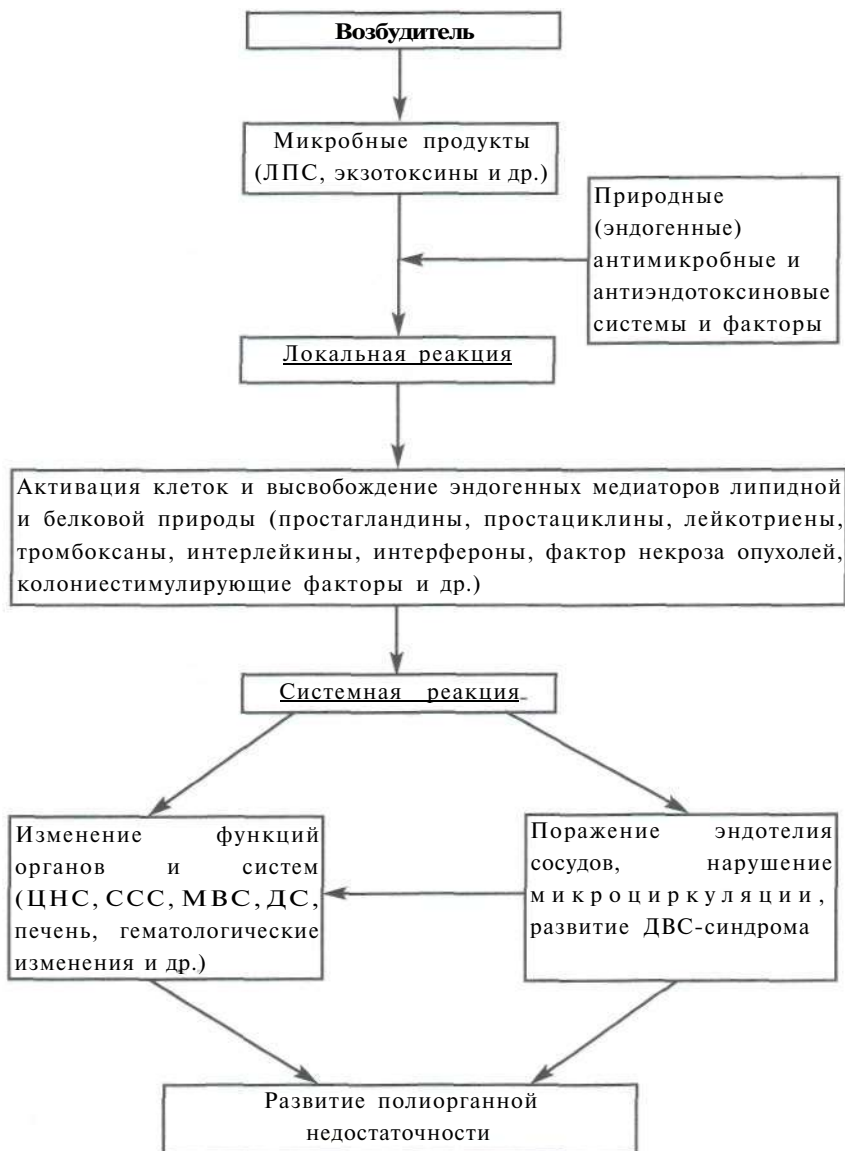 Возбудитель
Микробные продукты
(ЛПС, экзотоксины и др.)
Природные
(эндогенные)
антимикробные и
антиэндотоксиновые
системы и факторы
Локальная реакция
Активация клеток и высвобождение эндогенных медиаторов липидной
и белковой природы (простагландины, простациклины, лейкотриены,
тромбоксаны, интерлейкины, интерфероны, фактор некроза опухолей,
колониестимулирующие факторы и др.)
Системная реакция
Изменение функций
органов и систем
(ЦНС, ССС, МВС, ДС,
печень, гематологические
изменения и др.)
Поражение эндотелия
сосудов, нарушение
микроциркуляции,
развитие ДВС-синдрома
Развитие полиорганной
недостаточности